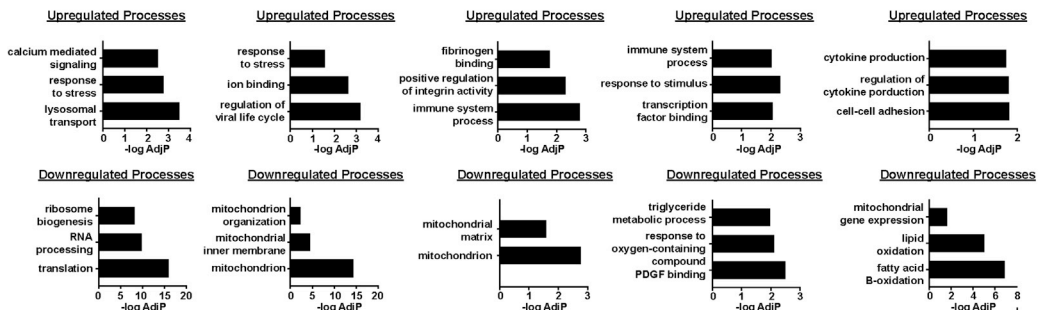 Upregulated Processes
calcium mediated
signaling
response
to stress
lysosomal
transport
0 1 2 3 4
-log AdjP
Upregulated Processes
response
to stress
ion binding
regulation of
viral life cycle
0 1 2 3 4
-log AdjP
Upregulated Processes
fibrinogen
binding
positive regulation
of integrin activity
immune system
process
0 1 2 3
-log AdjP
Upregulated Processes
immune system
process
response to stimulus
transcription
factor binding
0 1 2 3
-log AdjP
Upregulated Processes
cytokine production
regulation of
cytokine production
cell-cell adhesion
0 1 2
-log AdjP
Downregulated Processes
ribosome
biogenesis
RNA
processing
translation
0 5 10 15 20
-log AdjP
Downregulated Processes
mitochondrion
organization
mitochondrial
inner membrane
mitochondrion
0 5 10 15 20
-log AdjP
Downregulated Processes
mitochondrial
matrix
mitochondrion
0 1 2 3
-log AdjP
Downregulated Processes
triglyceride
metabolic process
response to
oxygen-containing
compound
PDGF binding
0 1 2 3
-log AdjP
Downregulated Processes
mitochondrial
gene expression
lipid
oxidation
fatty acid
B-oxidation
0 2 4 6 8
-log AdjP